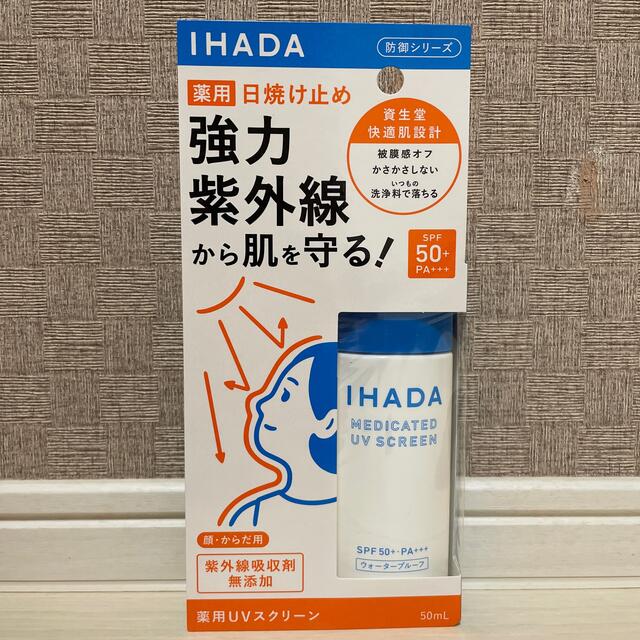 IHADA
防御シリーズ
薬用 日焼け止め
資生堂
快適肌設計
被膜感オフ
かさかさしない
いつもの
洗浄料で落ちる
強力
紫外線
から肌を守る!
SPF
50+
PA+++
IHADA
MEDICATED
UV SCREEN
SPF50+・PA+++
ウォータープルーフ
顔・からだ用
紫外線吸収剤
無添加
薬用UVスクリーン
50mL